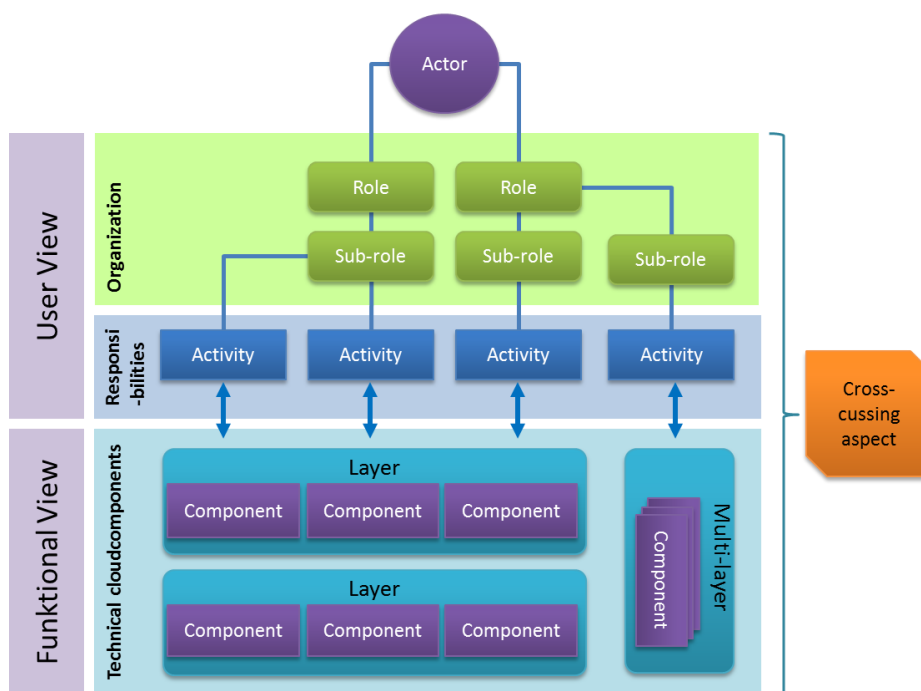 Actor
User View
Organization
Role
Role
Sub-role
Sub-role
Sub-role
Responsi
-bilities
Activity
Activity
Activity
Activity
Cross-
cussing
aspect
Funktional View
Technical cloudcomponents
Layer
Component
Component
Component
Layer
Component
Component
Component
Component
Multi-layer